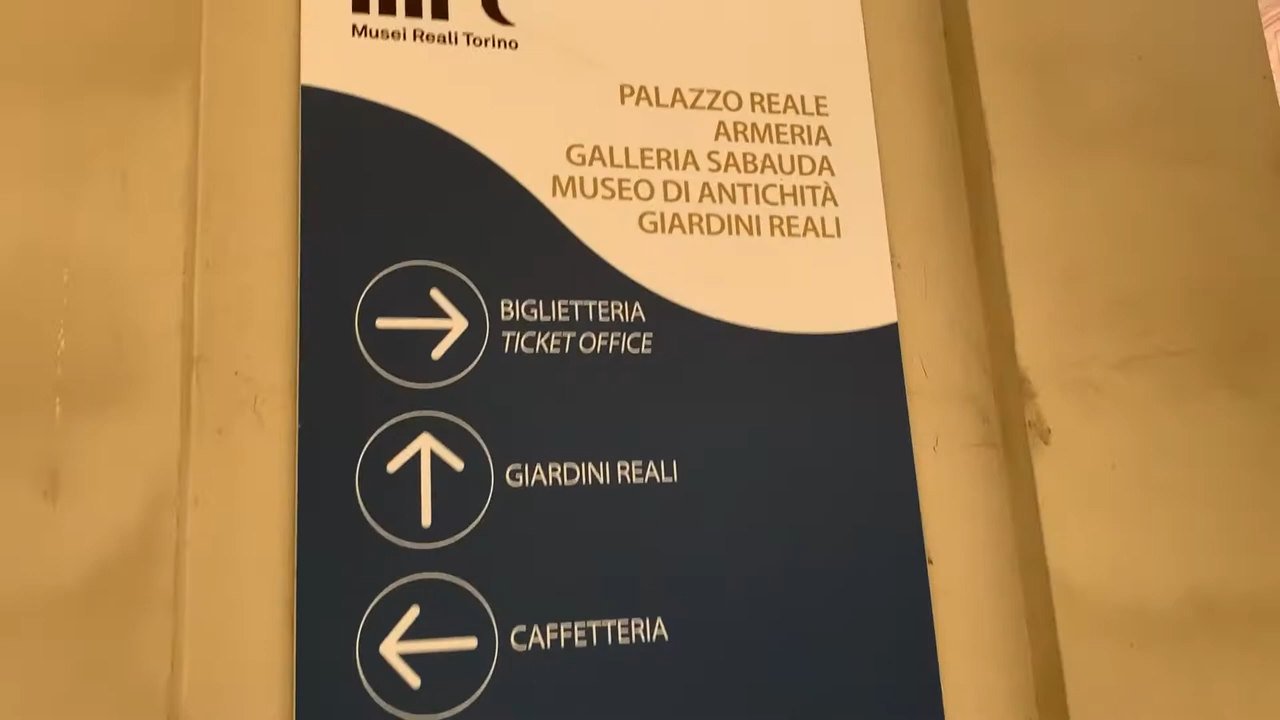 Musei Reali Torino
PALAZZO REALE
ARMERIA
GALLERIA SABAUDA
MUSEO DI ANTICHITÀ
GIARDINI REALI
BIGLIETTERIA
TICKET OFFICE
GIARDINI REALI
CAFFETTERIA